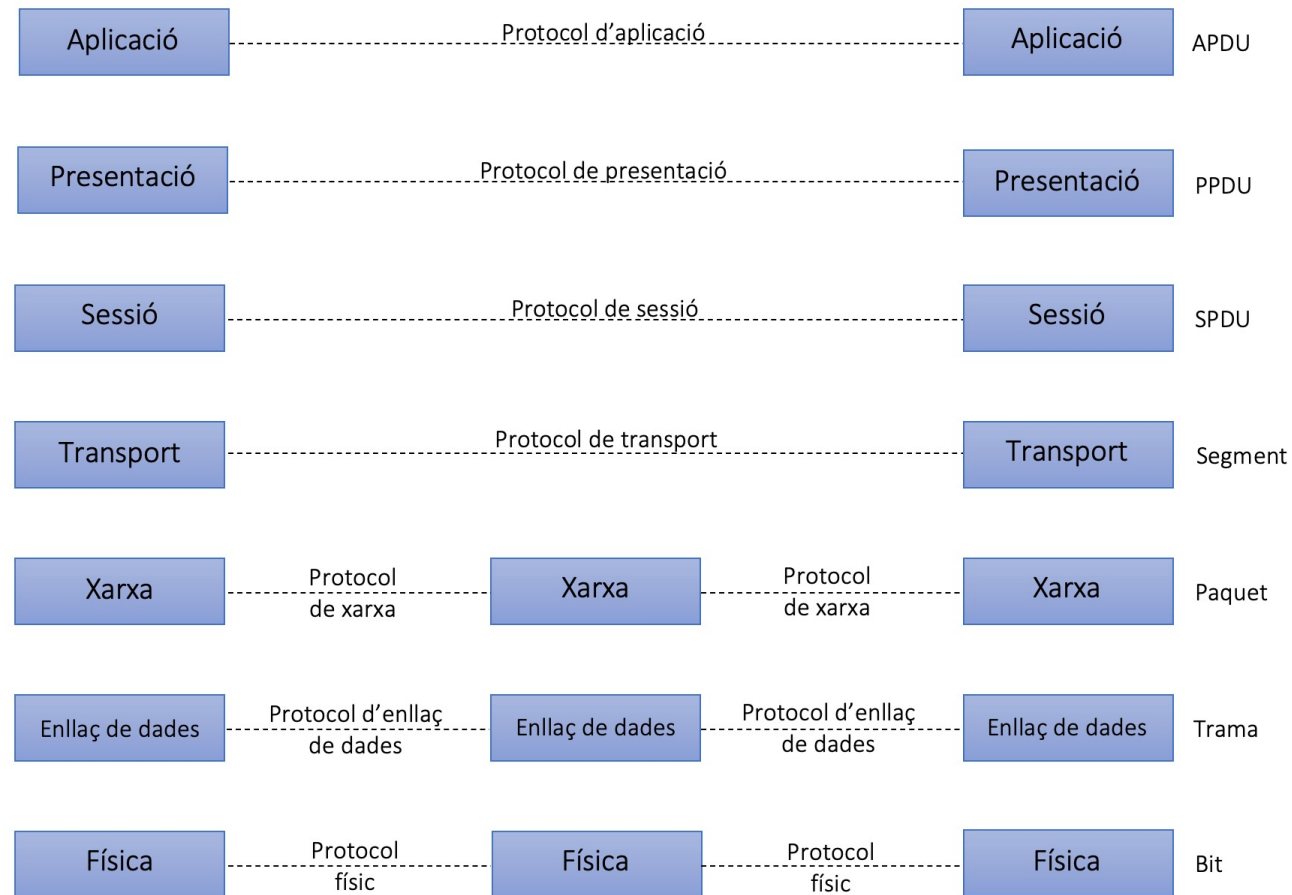 Aplicació
Protocol d’aplicació
Aplicació
APDU
Presentació
Protocol de presentació
Presentació
PPDU
Sessió
Protocol de sessió
Sessió
SPDU
Transport
Protocol de transport
Transport
Segment
Xarxa
Protocol
de xarxa
Xarxa
Protocol
de xarxa
Xarxa
Paquet
Enllaç de dades
Protocol d’enllaç
de dades
Enllaç de dades
Protocol d’enllaç
de dades
Enllaç de dades
Trama
Física
Protocol
físic
Física
Protocol
físic
Física
Bit